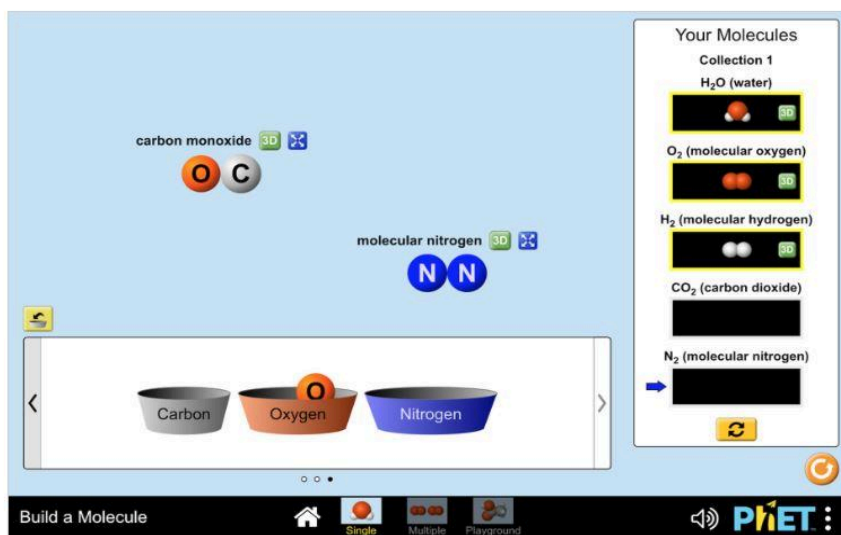 Your Molecules
Collection 1
H₂O (water)
3D
O₂ (molecular oxygen)
3D
H₂ (molecular hydrogen)
3D
CO₂ (carbon dioxide)
N₂ (molecular nitrogen)
carbon monoxide 3D
O C
molecular nitrogen 3D
N N
O
Carbon Oxygen Nitrogen
Build a Molecule
Single Multiple Playground
PhET